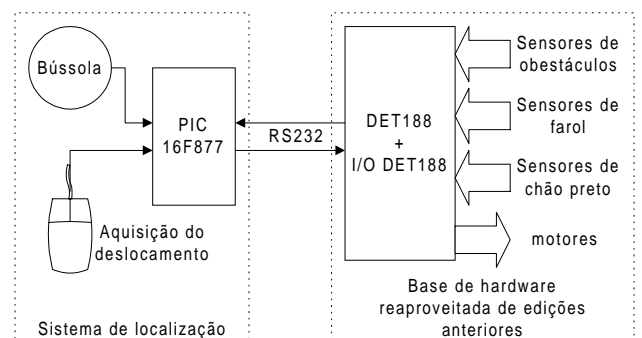 Bússola
PIC
16F877
Aquisição do
deslocamento
Sistema de localização
RS232
DET188
+
I/O DET188
Sensores de
obestáculos
Sensores de
farol
Sensores de
chão preto
motores
Base de hardware
reaproveitada de edições
anteriores